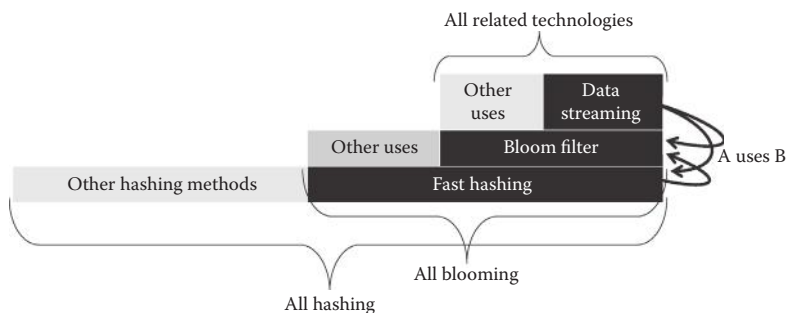 All related technologies
Other
uses
Data
streaming
Other uses
Bloom filter
A uses B
Other hashing methods
Fast hashing
All blooming
All hashing